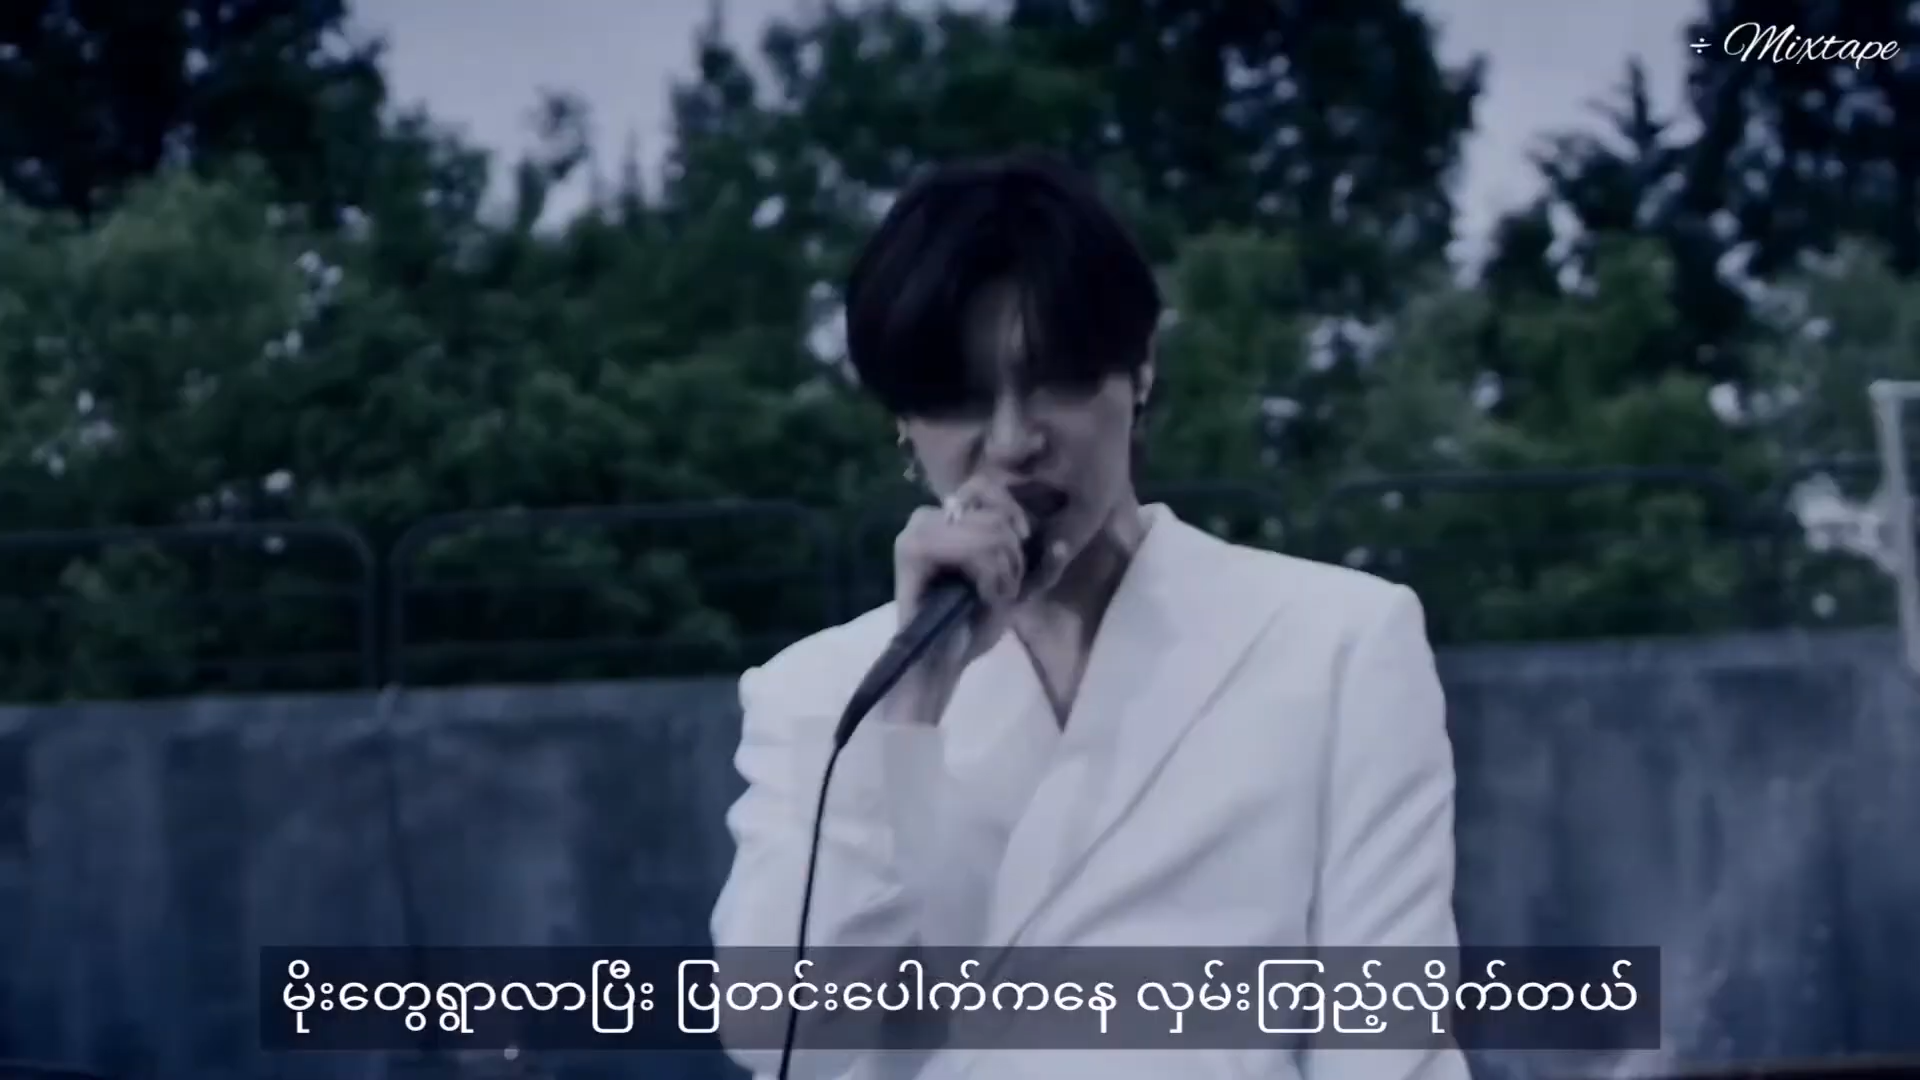 ÷ Mixtape
မိုးတွေရွာလာပြီး ပြတင်းပေါက်ကနေ လှမ်းကြည့်လိုက်တယ်